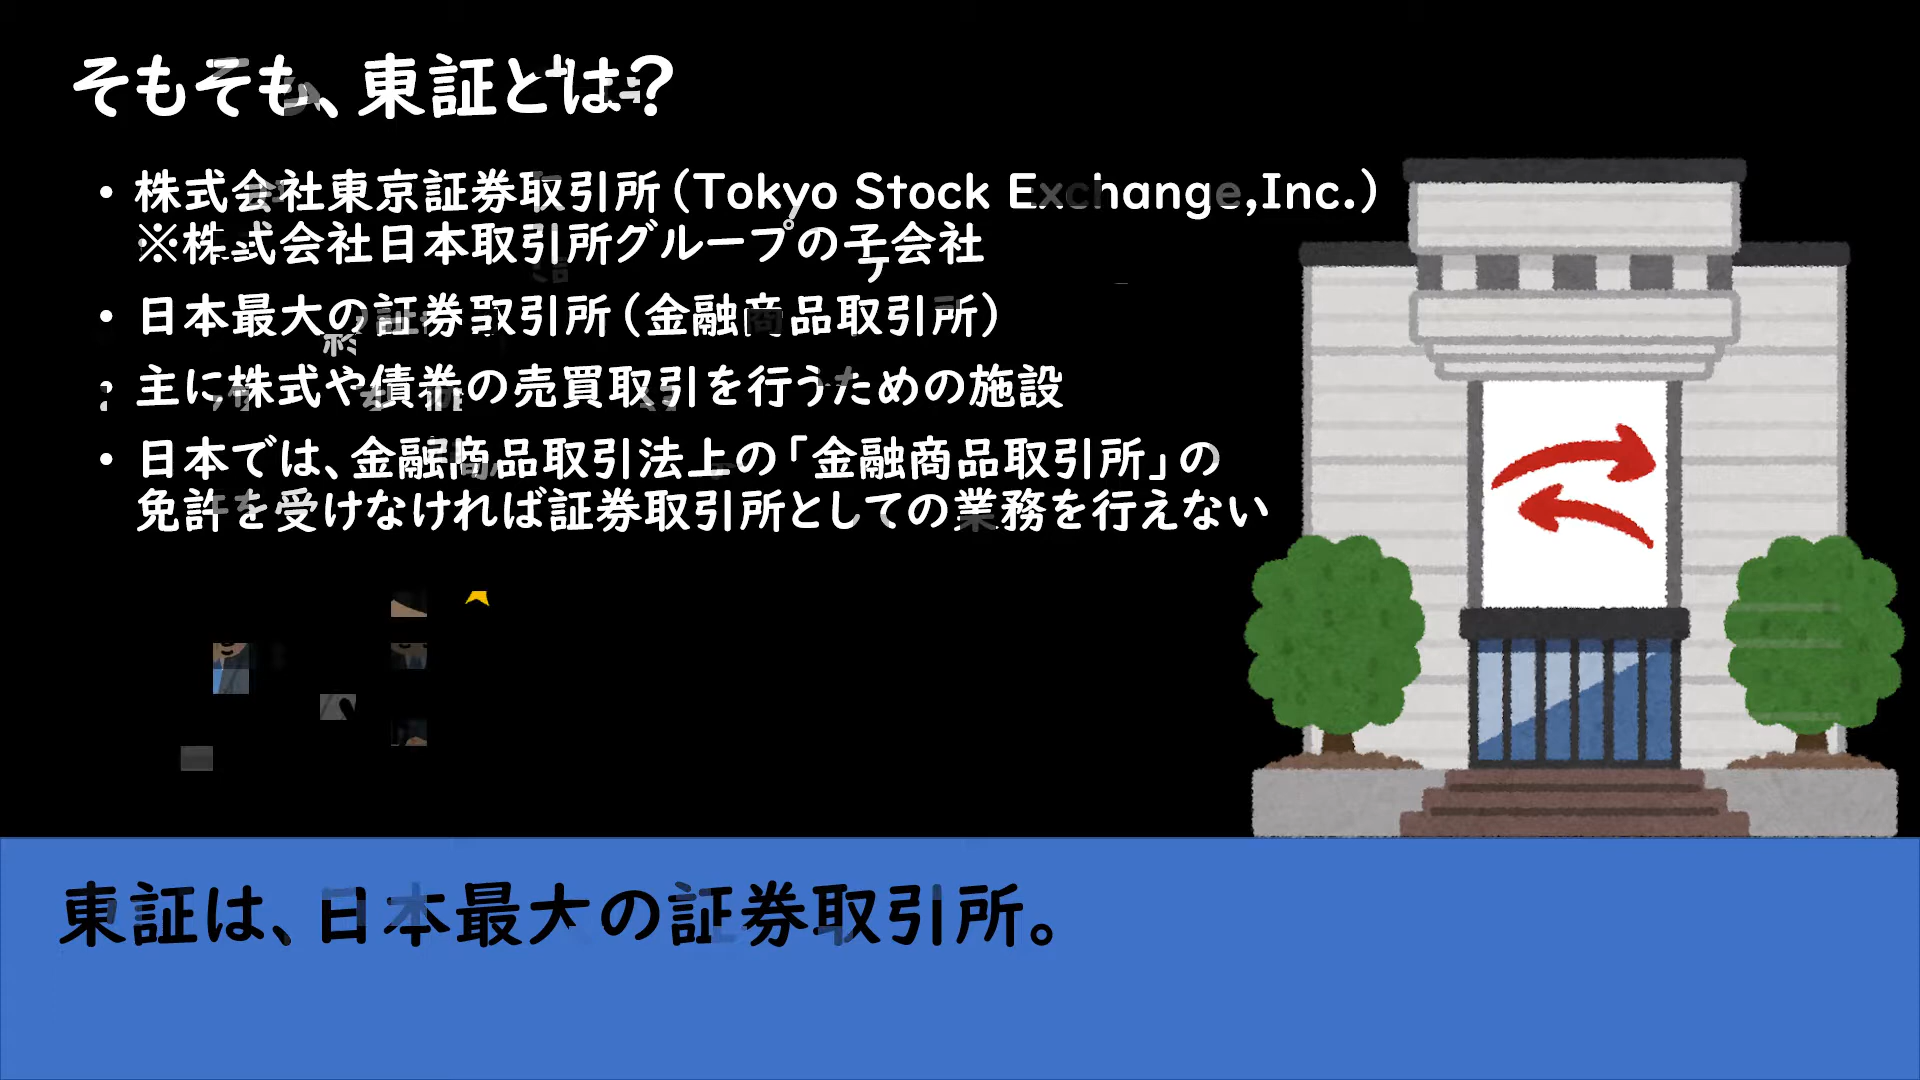 そもそも、東証とは?
• 株式会社東京証券取引所(Tokyo Stock Exchange,Inc.)
※株式会社日本取引所グループの子会社
• 日本最大の証券取引所(金融商品取引所)
• 主に株式や債券の売買取引を行うための施設
• 日本では、金融商品取引法上の「金融商品取引所」の
免許を受けなければ証券取引所としての業務を行えない
東証は、日本最大の証券取引所。